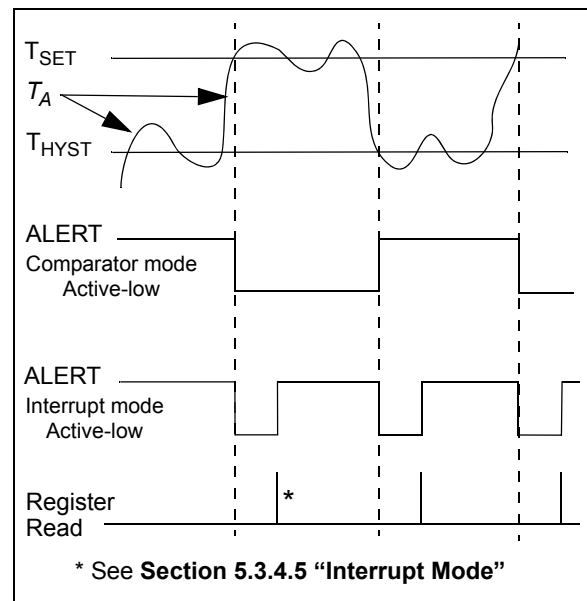 TSET
TA
THYST
ALERT
Comparator mode
Active-low
ALERT
Interrupt mode
Active-low
Register
Read
*
* See Section 5.3.4.5 “Interrupt Mode”